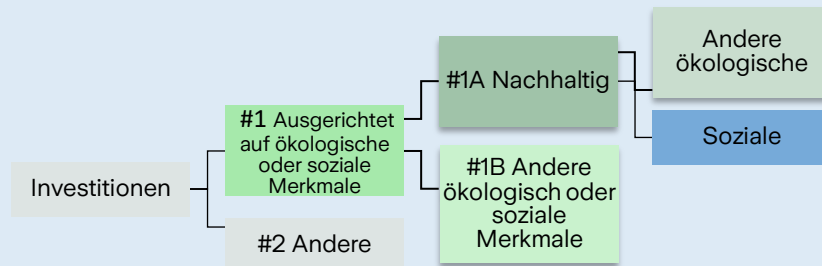 Investitionen
#1 Ausgerichtet
auf ökologische
oder soziale
Merkmale
#2 Andere
#1A Nachhaltig
#1B Andere
ökologisch oder
soziale
Merkmale
Andere
ökologische
Soziale